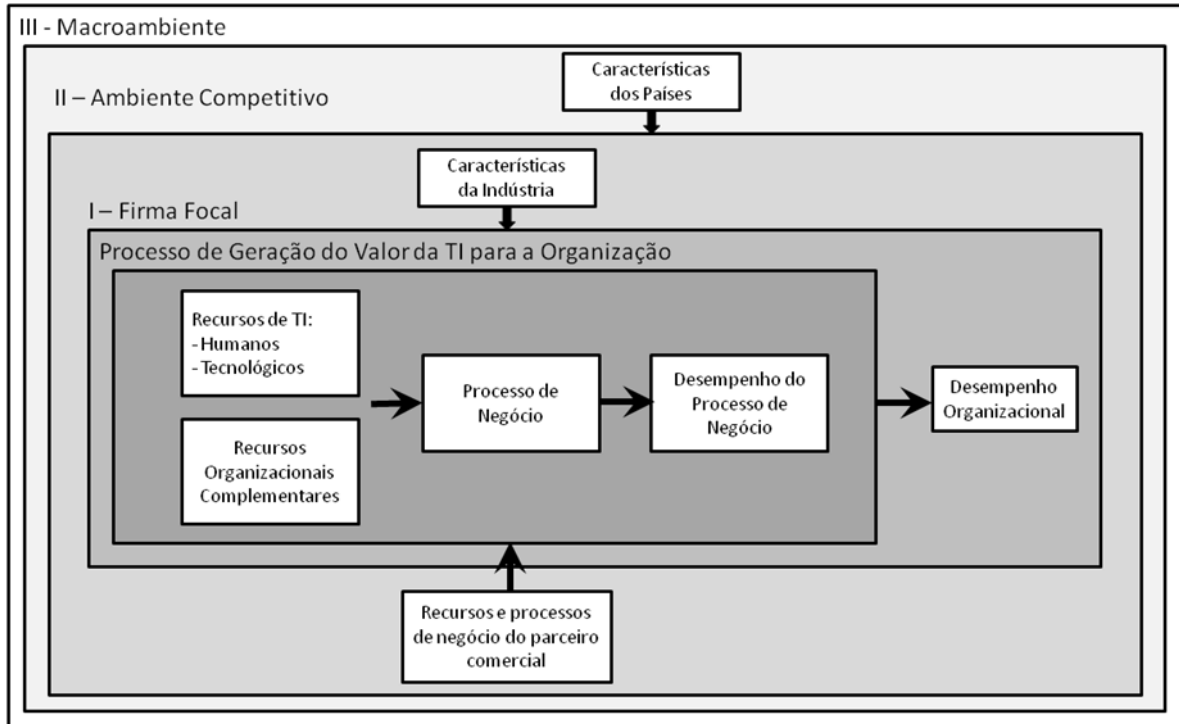 III - Macroambiente
Características
dos Países
II – Ambiente Competitivo
Características
da Indústria
I – Firma Focal
Processo de Geração do Valor da TI para a Organização
Recursos de TI:
- Humanos
- Tecnológicos
Recursos
Organizacionais
Complementares
Processo de
Negócio
Desempenho do
Processo de
Negócio
Desempenho
Organizacional
Recursos e processos
de negócio do parceiro
comercial